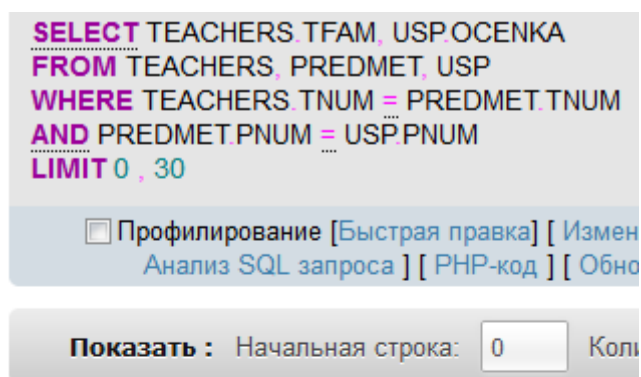 SELECT TEACHERS.TFAM, USP.OCENKA
FROM TEACHERS, PREDMET, USP
WHERE TEACHERS.TNUM = PREDMET.TNUM
AND PREDMET.PNUM = USP.PNUM
LIMIT 0 , 30
Профилирование [Быстрая правка] [ Измен
Анализ SQL запроса ] [ PHP-код ] [ Обно
Показать : Начальная строка: 0 Коли